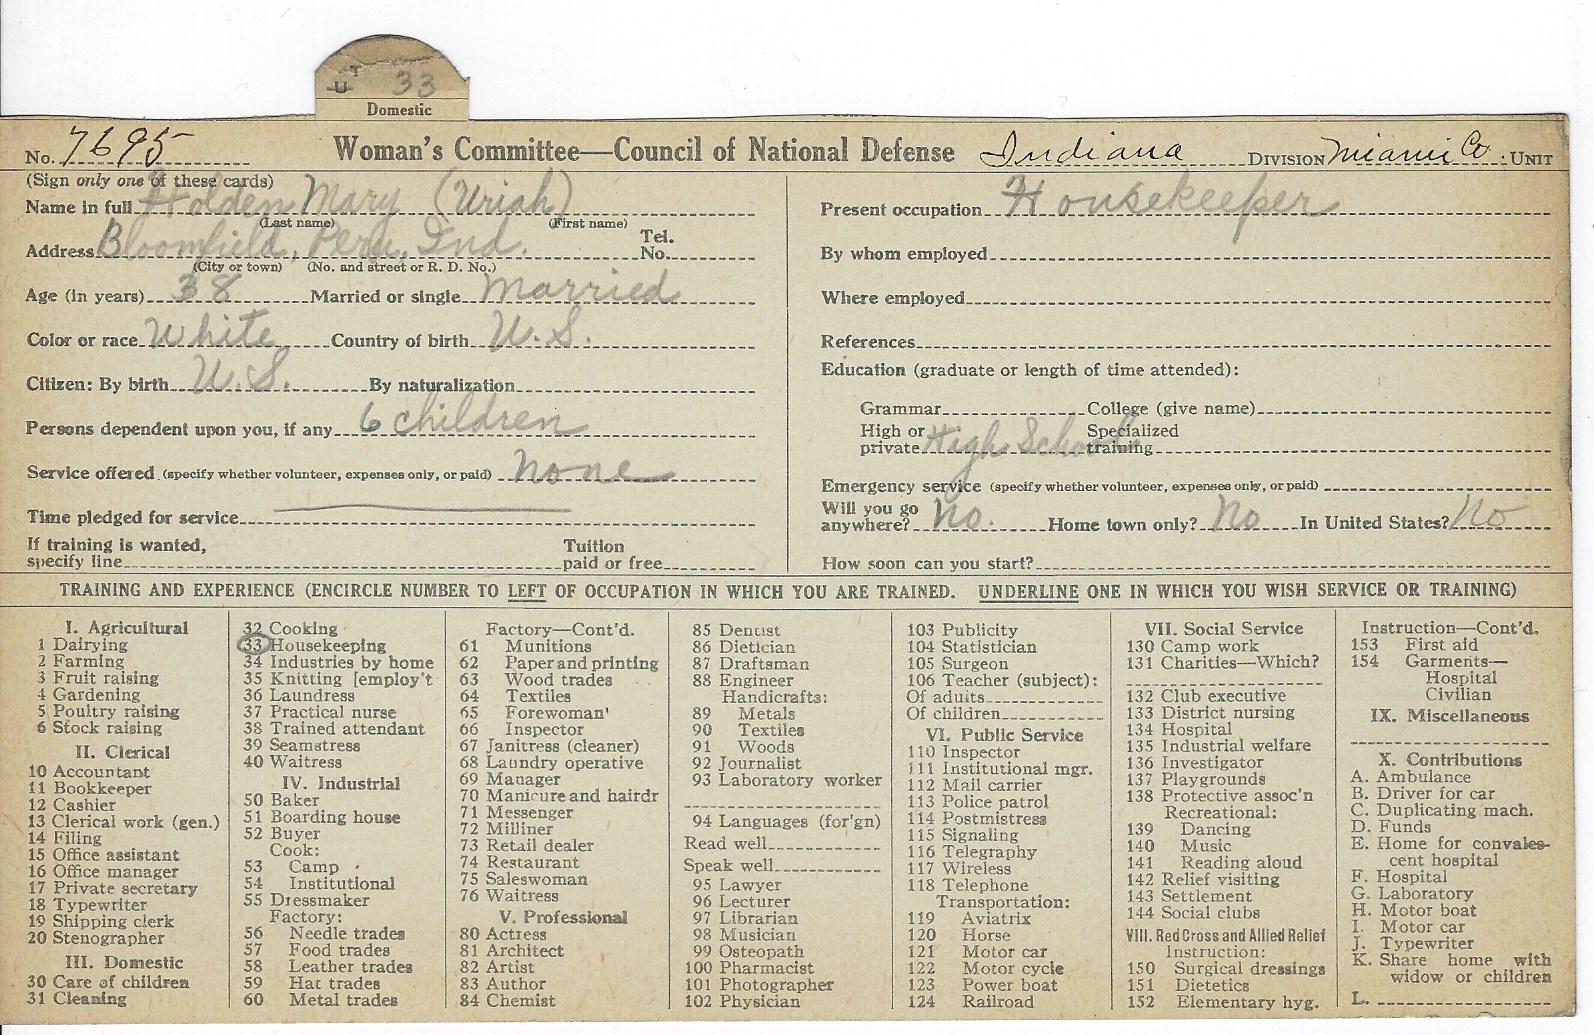 UT 33
Domestic
No. 7695 Woman's Committee—Council of National Defense Indiana DIVISION Miami Co. UNIT
(Sign only one of these cards)
Name in full Holden Mary (Uriah)
(Last name) (First name)
Address Bloomfield, Peru, Ind. Tel. No.
(City or town) (No. and street or R. D. No.)
Age (in years) 38 Married or single Married
Color or race White Country of birth U.S.
Citizen: By birth U.S. By naturalization
Persons dependent upon you, if any 6 children
Service offered (specify whether volunteer, expenses only, or paid) none
Time pledged for service
If training is wanted, specify line Tuition paid or free
Present occupation Housekeeper
By whom employed
Where employed
References
Education (graduate or length of time attended):
Grammar College (give name)
High or private High School Specialized training
Emergency service (specify whether volunteer, expenses only, or paid)
Will you go anywhere? No. Home town only? No In United States? No
How soon can you start?
TRAINING AND EXPERIENCE (ENCIRCLE NUMBER TO LEFT OF OCCUPATION IN WHICH YOU ARE TRAINED. UNDERLINE ONE IN WHICH YOU WISH SERVICE OR TRAINING)
I. Agricultural
1 Dairying
2 Farming
3 Fruit raising
4 Gardening
5 Poultry raising
6 Stock raising
II. Clerical
10 Accountant
11 Bookkeeper
12 Cashier
13 Clerical work (gen.)
14 Filing
15 Office assistant
16 Office manager
17 Private secretary
18 Typewriter
19 Shipping clerk
20 Stenographer
III. Domestic
30 Care of children
31 Cleaning
32 Cooking
33 Housekeeping
34 Industries by home
35 Knitting [employ't
36 Laundress
37 Practical nurse
38 Trained attendant
39 Seamstress
40 Waitress
IV. Industrial
50 Baker
51 Boarding house
52 Buyer
Cook:
53 Camp
54 Institutional
55 Dressmaker
Factory:
56 Needle trades
57 Food trades
58 Leather trades
59 Hat trades
60 Metal trades
Factory—Cont'd.
61 Munitions
62 Paper and printing
63 Wood trades
64 Textiles
65 Forewoman'
66 Inspector
67 Janitress (cleaner)
68 Laundry operative
69 Manager
70 Manicure and hairdr
71 Messenger
72 Milliner
73 Retail dealer
74 Restaurant
75 Saleswoman
76 Waitress
V. Professional
80 Actress
81 Architect
82 Artist
83 Author
84 Chemist
85 Dentist
86 Dietician
87 Draftsman
88 Engineer
Handicrafts:
89 Metals
90 Textiles
91 Woods
92 Journalist
93 Laboratory worker
94 Languages (for'gn)
Read well
Speak well
95 Lawyer
96 Lecturer
97 Librarian
98 Musician
99 Osteopath
100 Pharmacist
101 Photographer
102 Physician
103 Publicity
104 Statistician
105 Surgeon
106 Teacher (subject):
Of adults
Of children
VI. Public Service
110 Inspector
111 Institutional mgr.
112 Mail carrier
113 Police patrol
114 Postmistress
115 Signaling
116 Telegraphy
117 Wireless
118 Telephone
Transportation:
119 Aviatrix
120 Horse
121 Motor car
122 Motor cycle
123 Power boat
124 Railroad
VII. Social Service
130 Camp work
131 Charities—Which?
132 Club executive
133 District nursing
134 Hospital
135 Industrial welfare
136 Investigator
137 Playgrounds
138 Protective assoc'n
Recreational:
139 Dancing
140 Music
141 Reading aloud
142 Relief visiting
143 Settlement
144 Social clubs
VIII. Red Cross and Allied Relief
Instruction:
150 Surgical dressings
151 Dietetics
152 Elementary hyg.
Instruction—Cont'd.
153 First aid
154 Garments—
Hospital
Civilian
IX. Miscellaneous
X. Contributions
A. Ambulance
B. Driver for car
C. Duplicating mach.
D. Funds
E. Home for convales-
cent hospital
F. Hospital
G. Laboratory
H. Motor boat
I. Motor car
J. Typewriter
K. Share home with
widow or children
L.